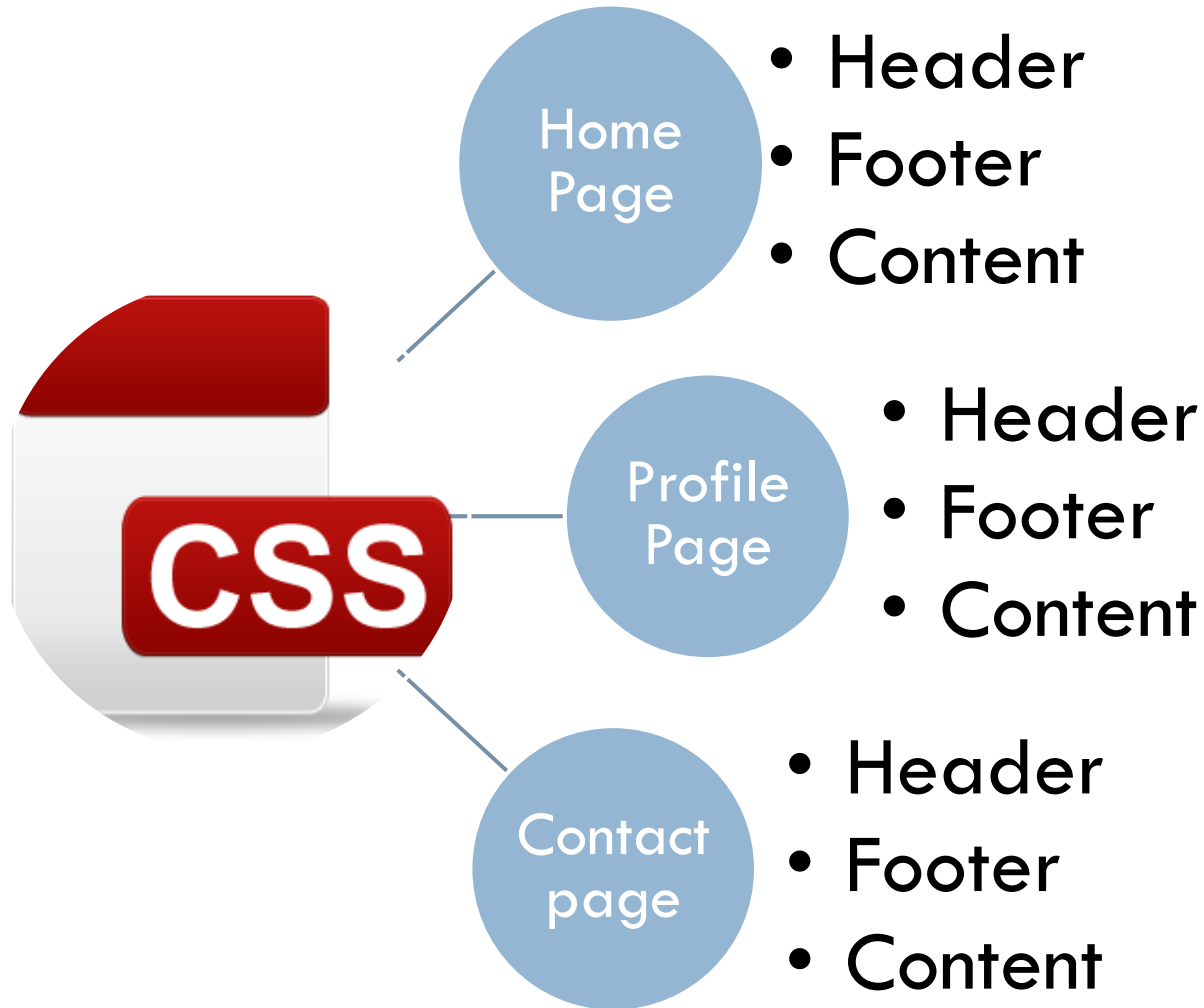 Home
Page
• Header
• Footer
• Content
CSS
Profile
Page
• Header
• Footer
• Content
Contact
page
• Header
• Footer
• Content